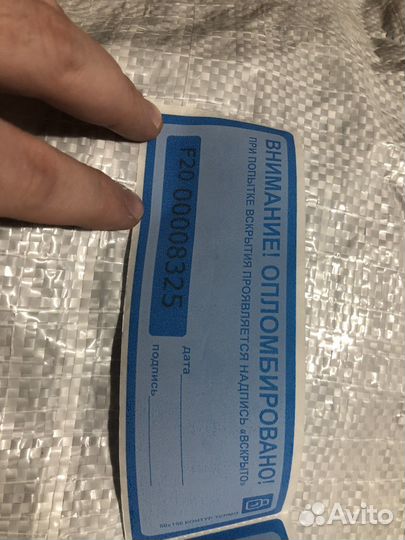 ВНИМАНИЕ! ОПЛОМБИРОВАНО!
ПРИ ПОПЫТКЕ ВСКРЫТИЯ ПРОЯВЛЯЕТСЯ НАДПИСЬ «ВСКРЫТО»
F20 00008325
дата
подпись
Avito